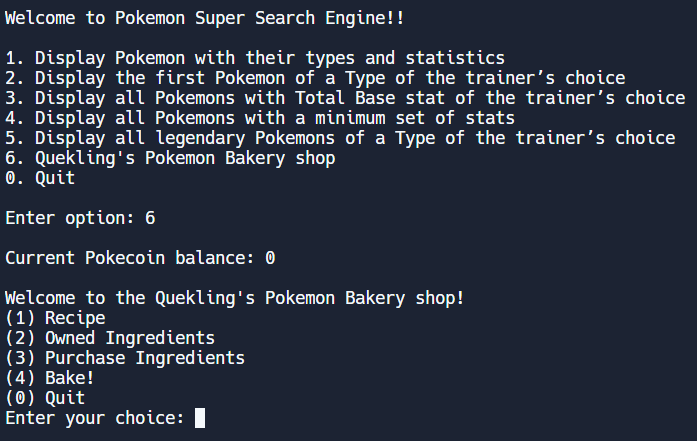 Welcome to Pokemon Super Search Engine!!
1. Display Pokemon with their types and statistics
2. Display the first Pokemon of a Type of the trainer’s choice
3. Display all Pokemons with Total Base stat of the trainer’s choice
4. Display all Pokemons with a minimum set of stats
5. Display all legendary Pokemons of a Type of the trainer’s choice
6. Quekling's Pokemon Bakery shop
0. Quit
Enter option: 6
Current Pokecoin balance: 0
Welcome to the Quekling's Pokemon Bakery shop!
(1) Recipe
(2) Owned Ingredients
(3) Purchase Ingredients
(4) Bake!
(0) Quit
Enter your choice: